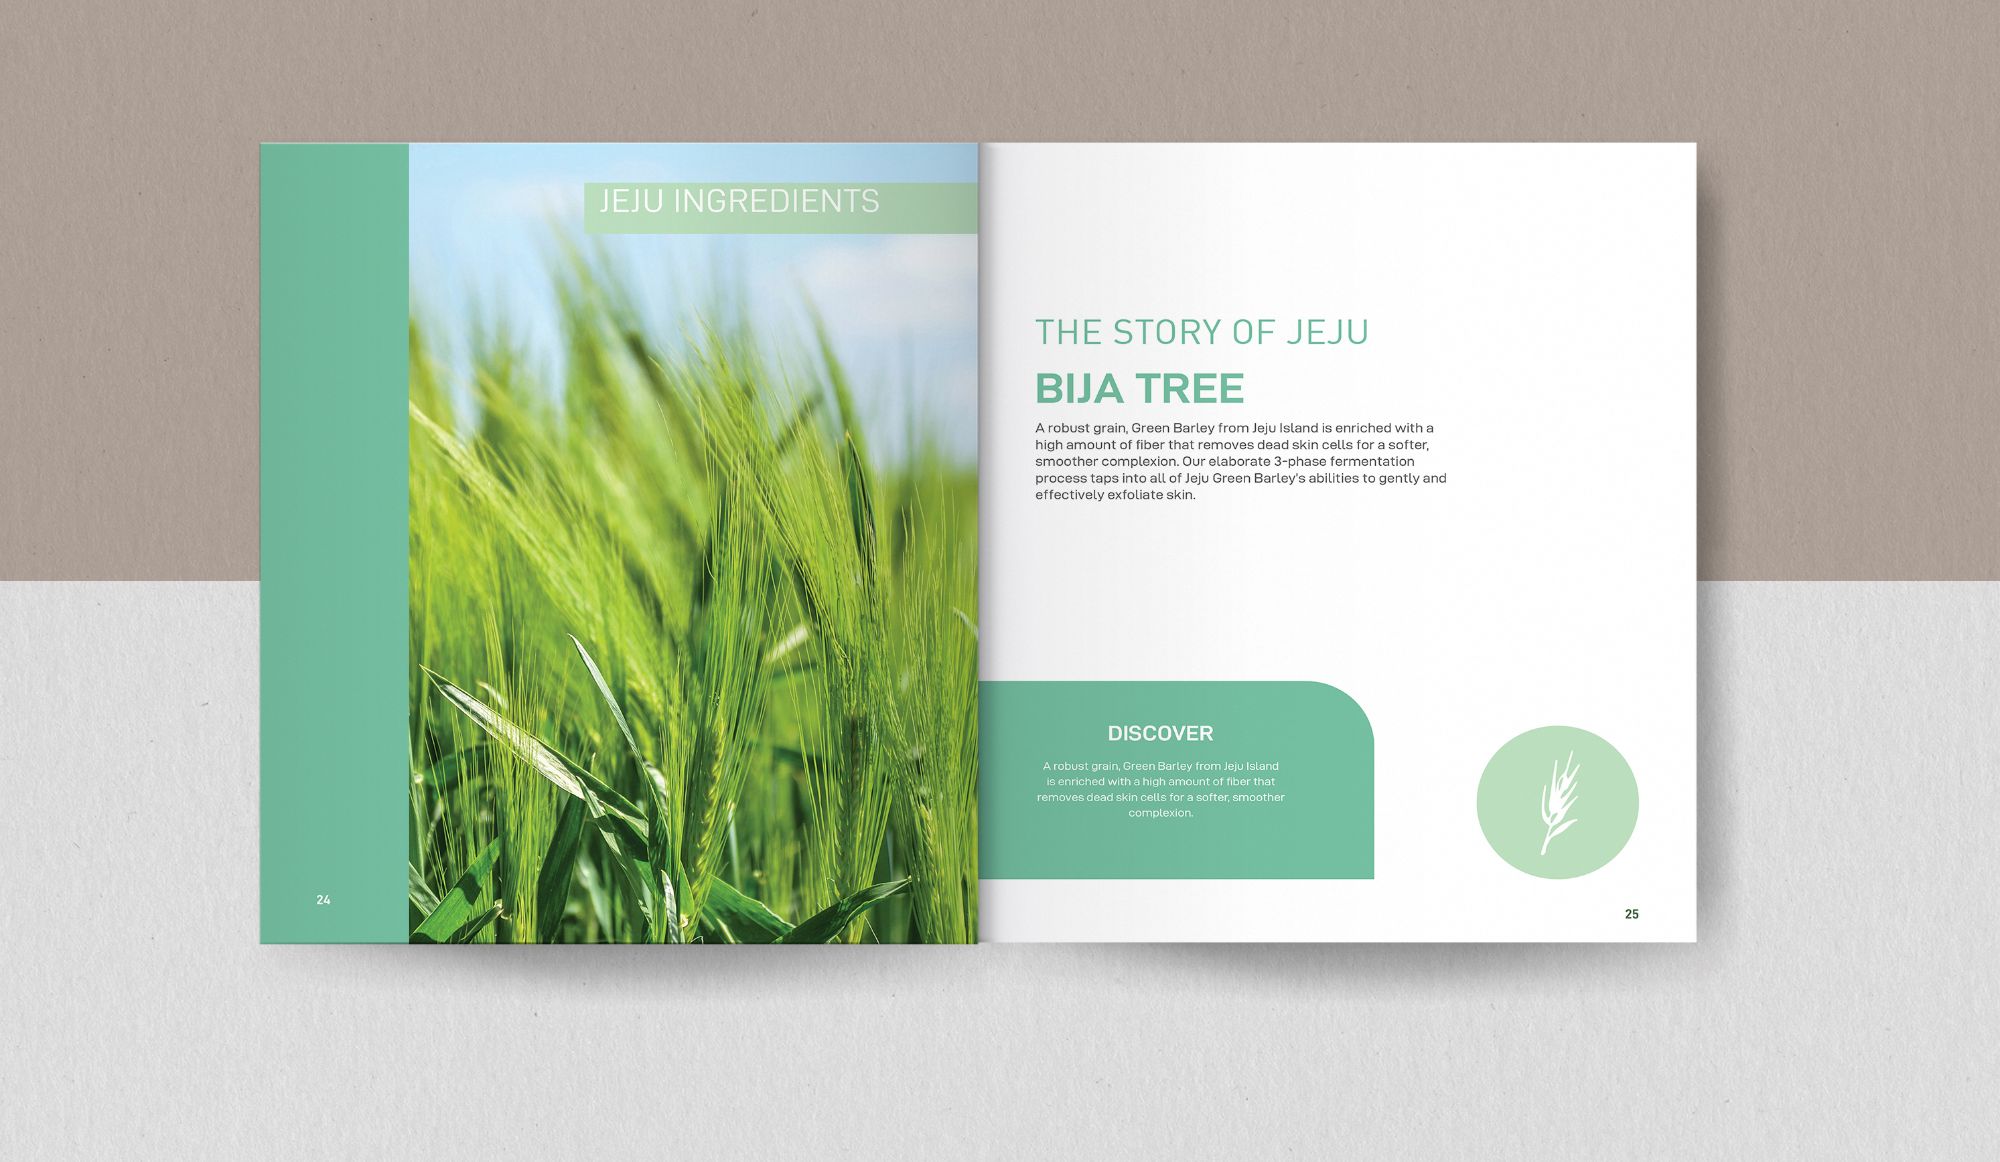 JEJU INGREDIENTS
24
THE STORY OF JEJU
BIJA TREE
A robust grain, Green Barley from Jeju Island is enriched with a
high amount of fiber that removes dead skin cells for a softer,
smoother complexion. Our elaborate 3-phase fermentation
process taps into all of Jeju Green Barley's abilities to gently and
effectively exfoliate skin.
DISCOVER
A robust grain, Green Barley from Jeju Island
is enriched with a high amount of fiber that
removes dead skin cells for a softer, smoother
complexion.
25